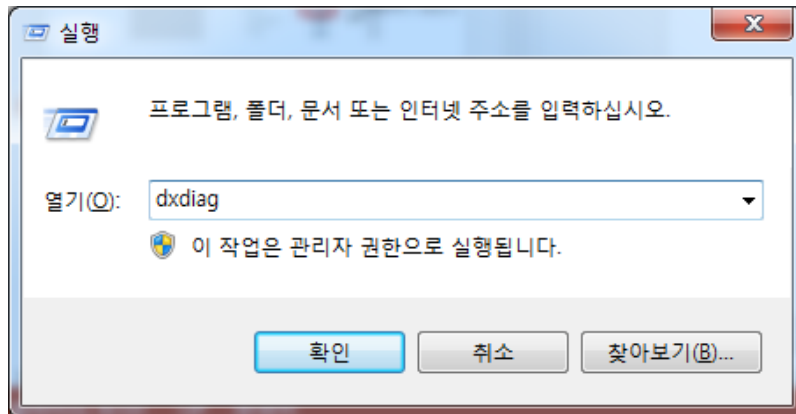 실행
프로그램, 폴더, 문서 또는 인터넷 주소를 입력하십시오.
열기(O): dxdiag
이 작업은 관리자 권한으로 실행됩니다.
확인 취소 찾아보기(B)...